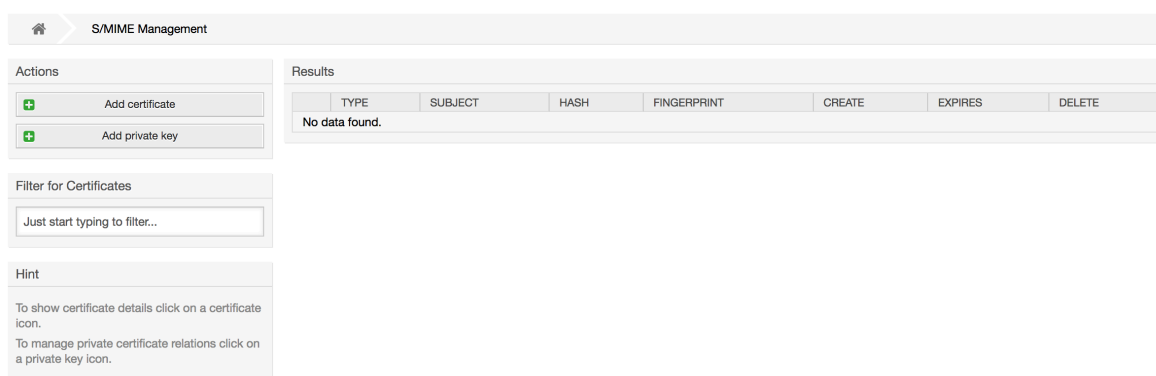 S/MIME Management
Actions
Add certificate
Add private key
Filter for Certificates
Just start typing to filter...
Hint
To show certificate details click on a certificate
icon.
To manage private certificate relations click on
a private key icon.
Results
TYPE SUBJECT HASH FINGERPRINT CREATE EXPIRES DELETE
No data found.